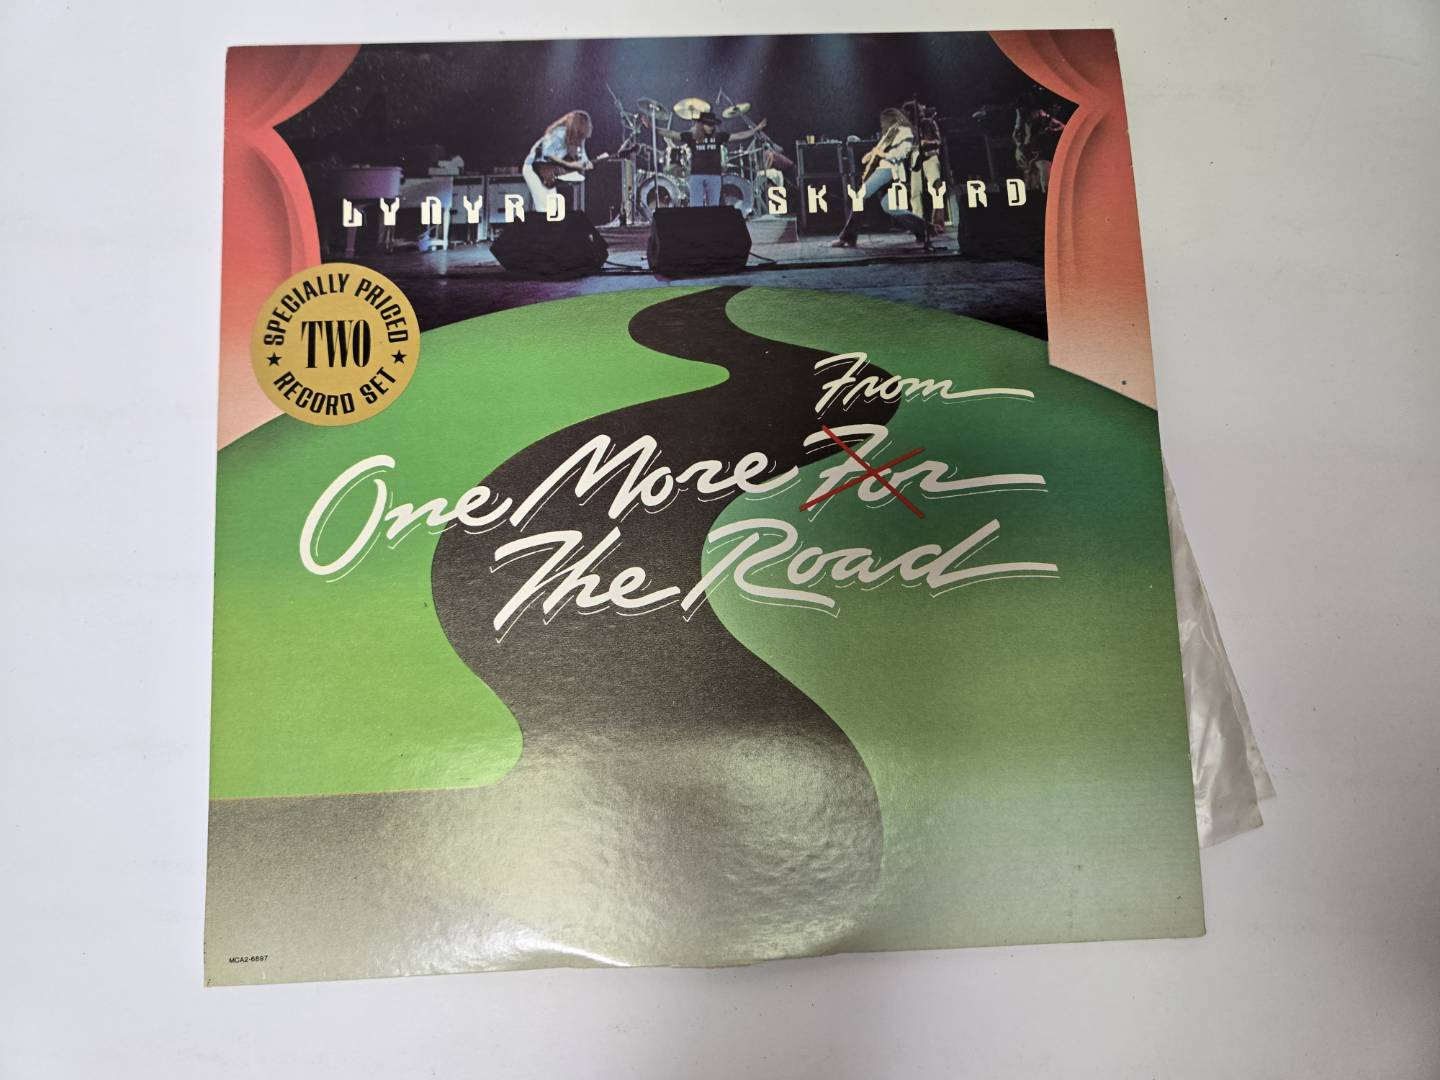 LYNYRD SKYNYRD
SPECIALLY PRICED
TWO
RECORD SET
From
One More For
The Road
MCA2-6897